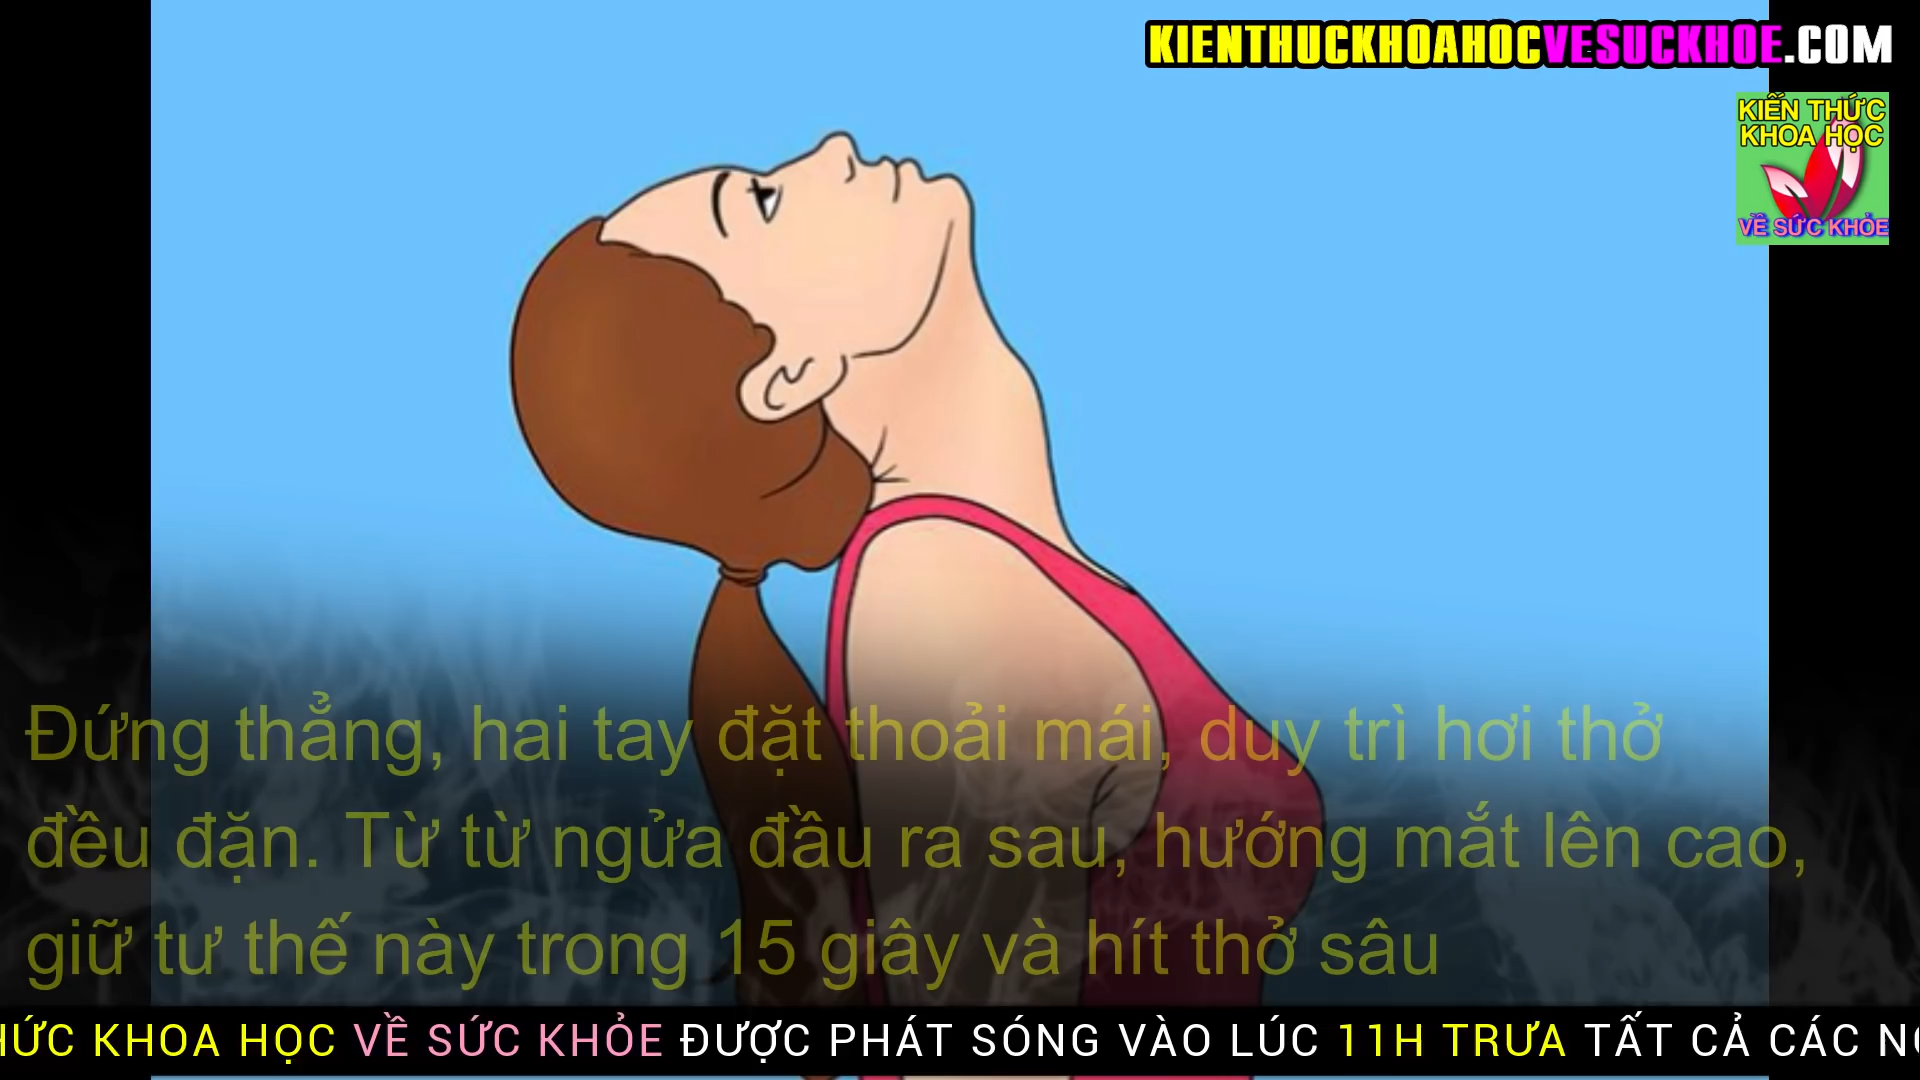 KIENTHUCKHOAHOCVESUCKHOE.COM
KIẾN THỨC
KHOA HỌC
VỀ SỨC KHỎE
Đứng thẳng, hai tay đặt thoải mái, duy trì hơi thở
đều đặn. Từ từ ngửa đầu ra sau, hướng mắt lên cao,
giữ tư thế này trong 15 giây và hít thở sâu
KHOA HỌC VỀ SỨC KHỎE ĐƯỢC PHÁT SÓNG VÀO LÚC 11H TRƯA TẤT CẢ CÁC